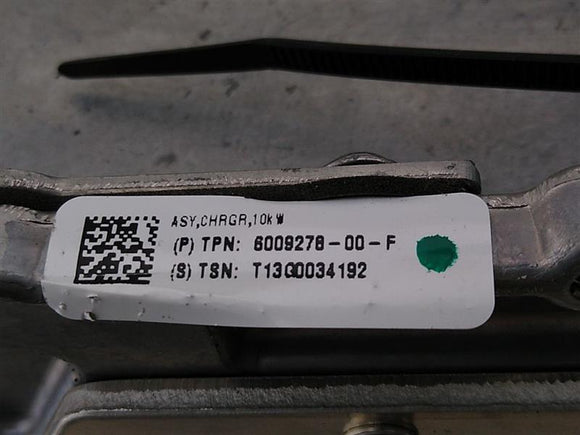 ASY,CHRGR,10kW
(P) TPN: 6009278-00-F
(S) TSN: T13G0034192